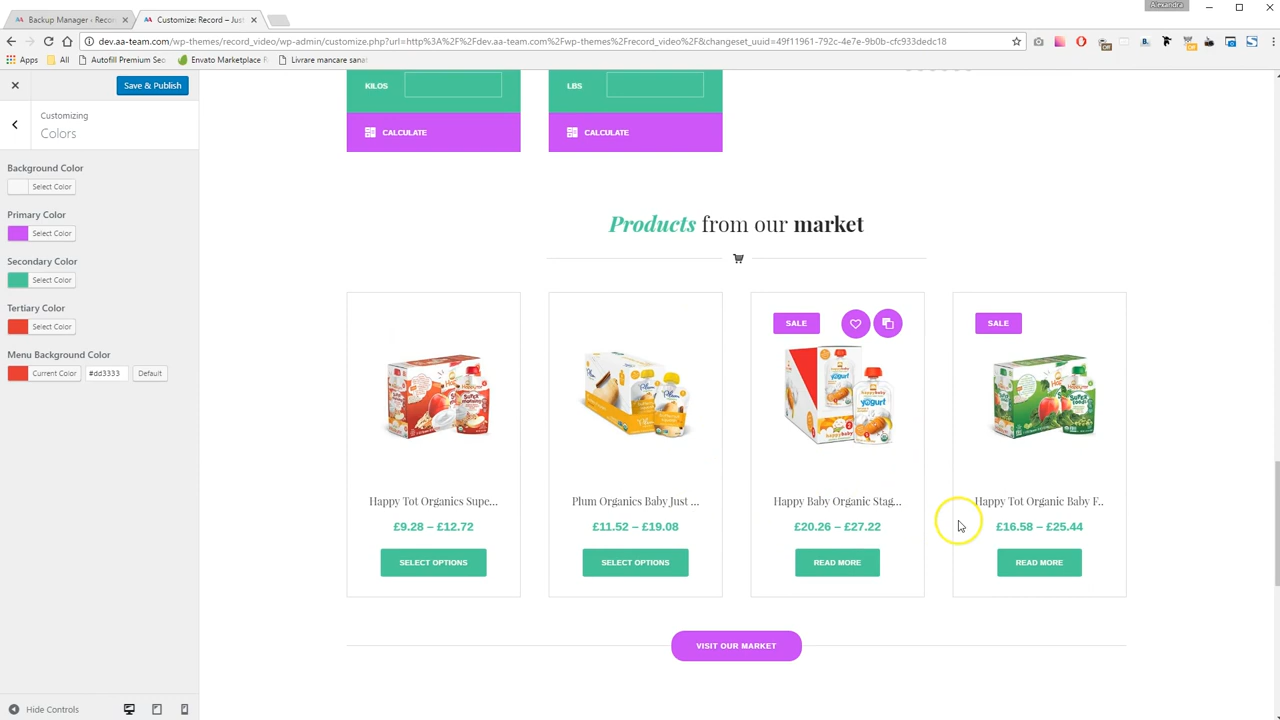 Alexandra
Backup Manager ‹ Recor
Customize: Record – Just
dev.aa-team.com/wp-themes/record_video/wp-admin/customize.php?url=http%3A%2F%2Fdev.aa-team.com%2Fwp-themes%2Frecord_video%2F&changeset_uuid=49f11961-792c-4e7e-9b0b-cfc933dedc18
Apps
All
Autofill Premium Seo
Envato Marketplace R
Livrare mancare sanat
Save & Publish
Customizing
Colors
Background Color
Select Color
Primary Color
Select Color
Secondary Color
Select Color
Tertiary Color
Select Color
Menu Background Color
Current Color #dd3333 Default
Hide Controls
KILOS
LBS
CALCULATE
CALCULATE
Products from our market
SALE
SALE
Happy Tot Organics Supe...
Plum Organics Baby Just ...
Happy Baby Organic Stag...
Happy Tot Organic Baby F..
£9.28 – £12.72
£11.52 – £19.08
£20.26 – £27.22
£16.58 – £25.44
SELECT OPTIONS
SELECT OPTIONS
READ MORE
READ MORE
VISIT OUR MARKET